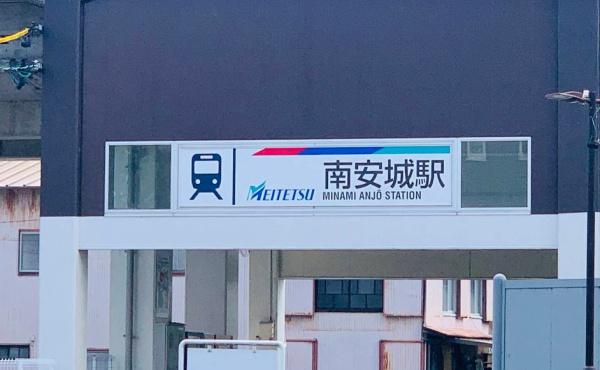 MEITETSU
南安城駅
MINAMI ANJŌ STATION